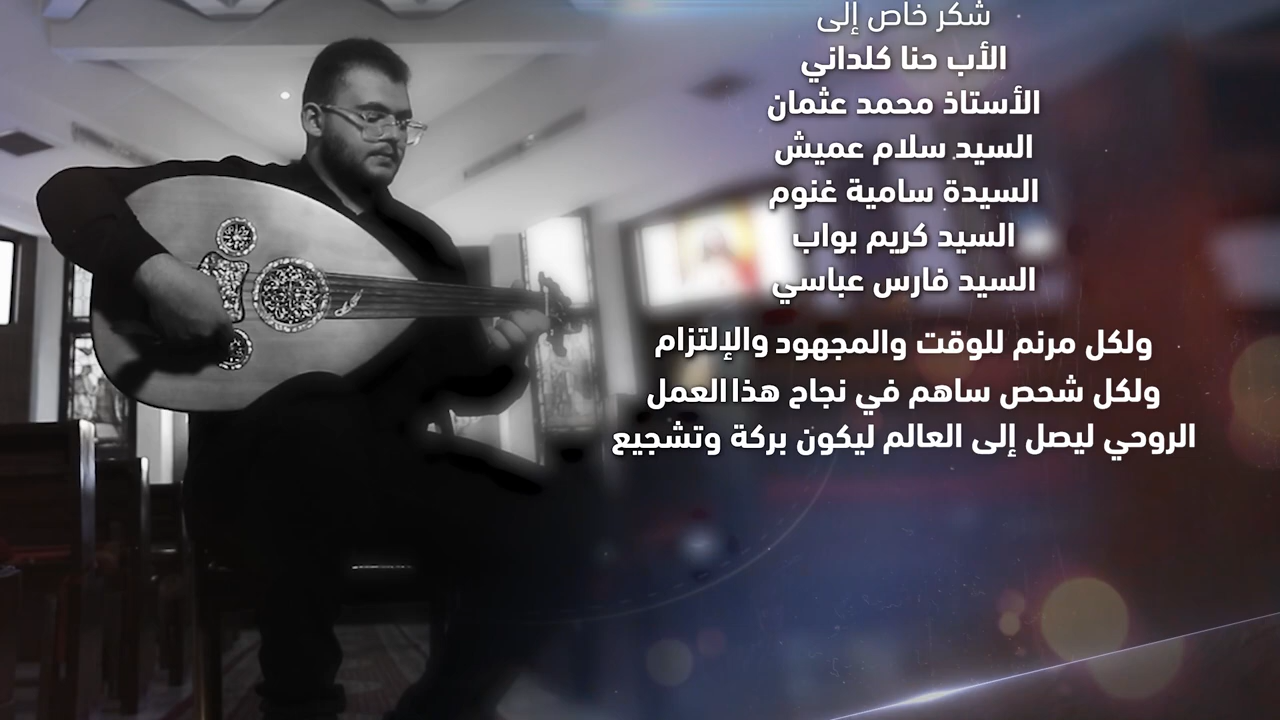 شكر خاص إلى
الأب حنا كلداني
الأستاذ محمد عثمان
السيد سلام عميش
السيدة سامية غنوم
السيد كريم بواب
السيد فارس عباسي
ولكل مرنم للوقت والمجهود والإلتزام
ولكل شحص ساهم في نجاح هذا العمل
الروحي ليصل إلى العالم ليكون بركة وتشجيع